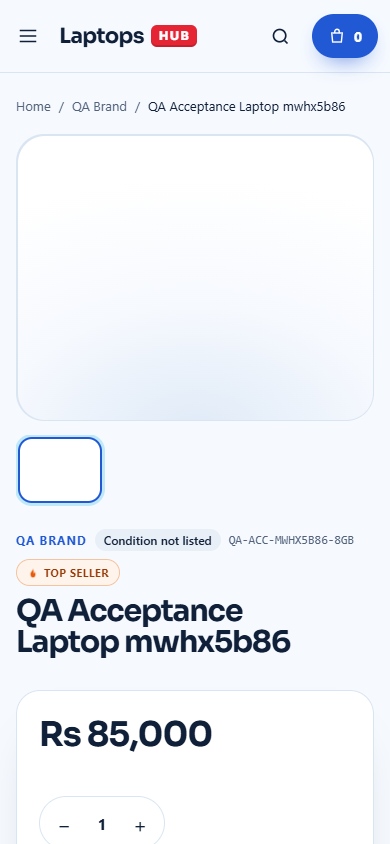 Laptops HUB 0
Home / QA Brand / QA Acceptance Laptop mwhx5b86
QA BRAND Condition not listed QA-ACC-MWHX5B86-8GB
TOP SELLER
QA Acceptance
Laptop mwhx5b86
Rs 85,000
− 1 +